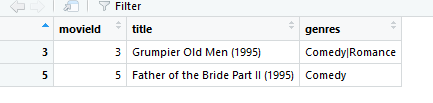 Filter
movieId title genres
3 3 Grumpier Old Men (1995) Comedy|Romance
5 5 Father of the Bride Part II (1995) Comedy